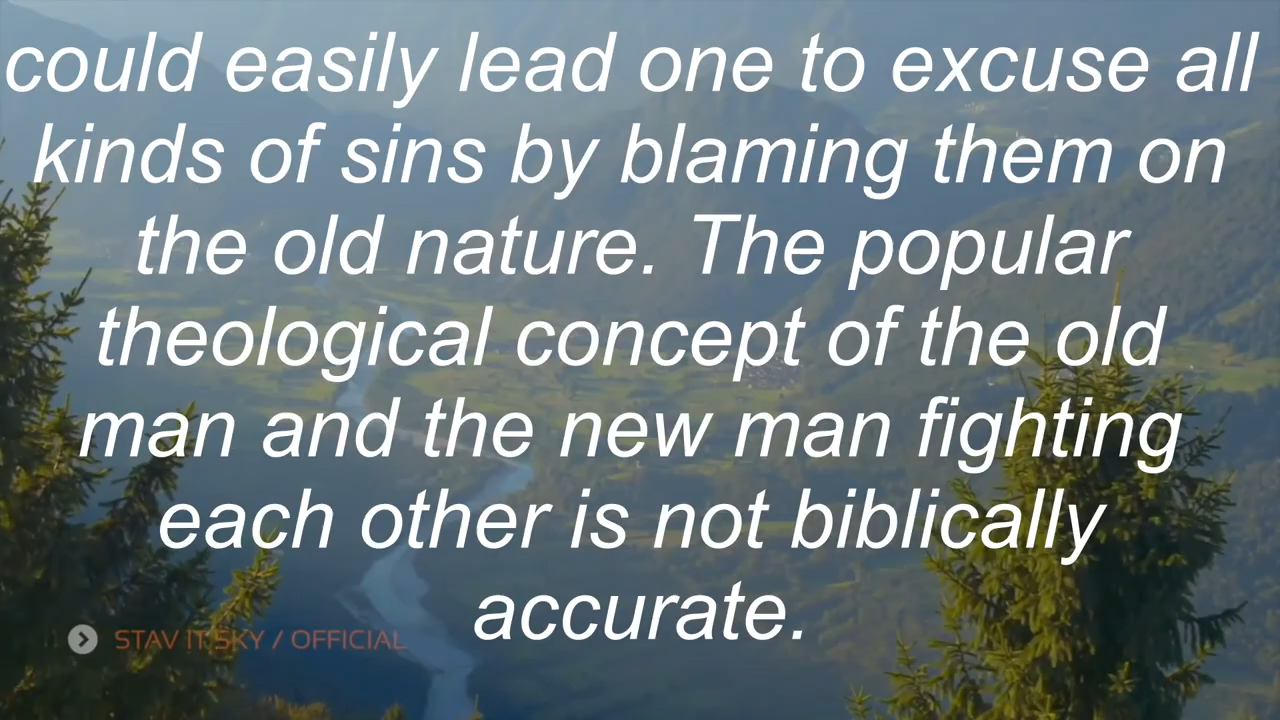 could easily lead one to excuse all
kinds of sins by blaming them on
the old nature. The popular
theological concept of the old
man and the new man fighting
each other is not biblically
accurate.
STAV IT SKY / OFFICIAL